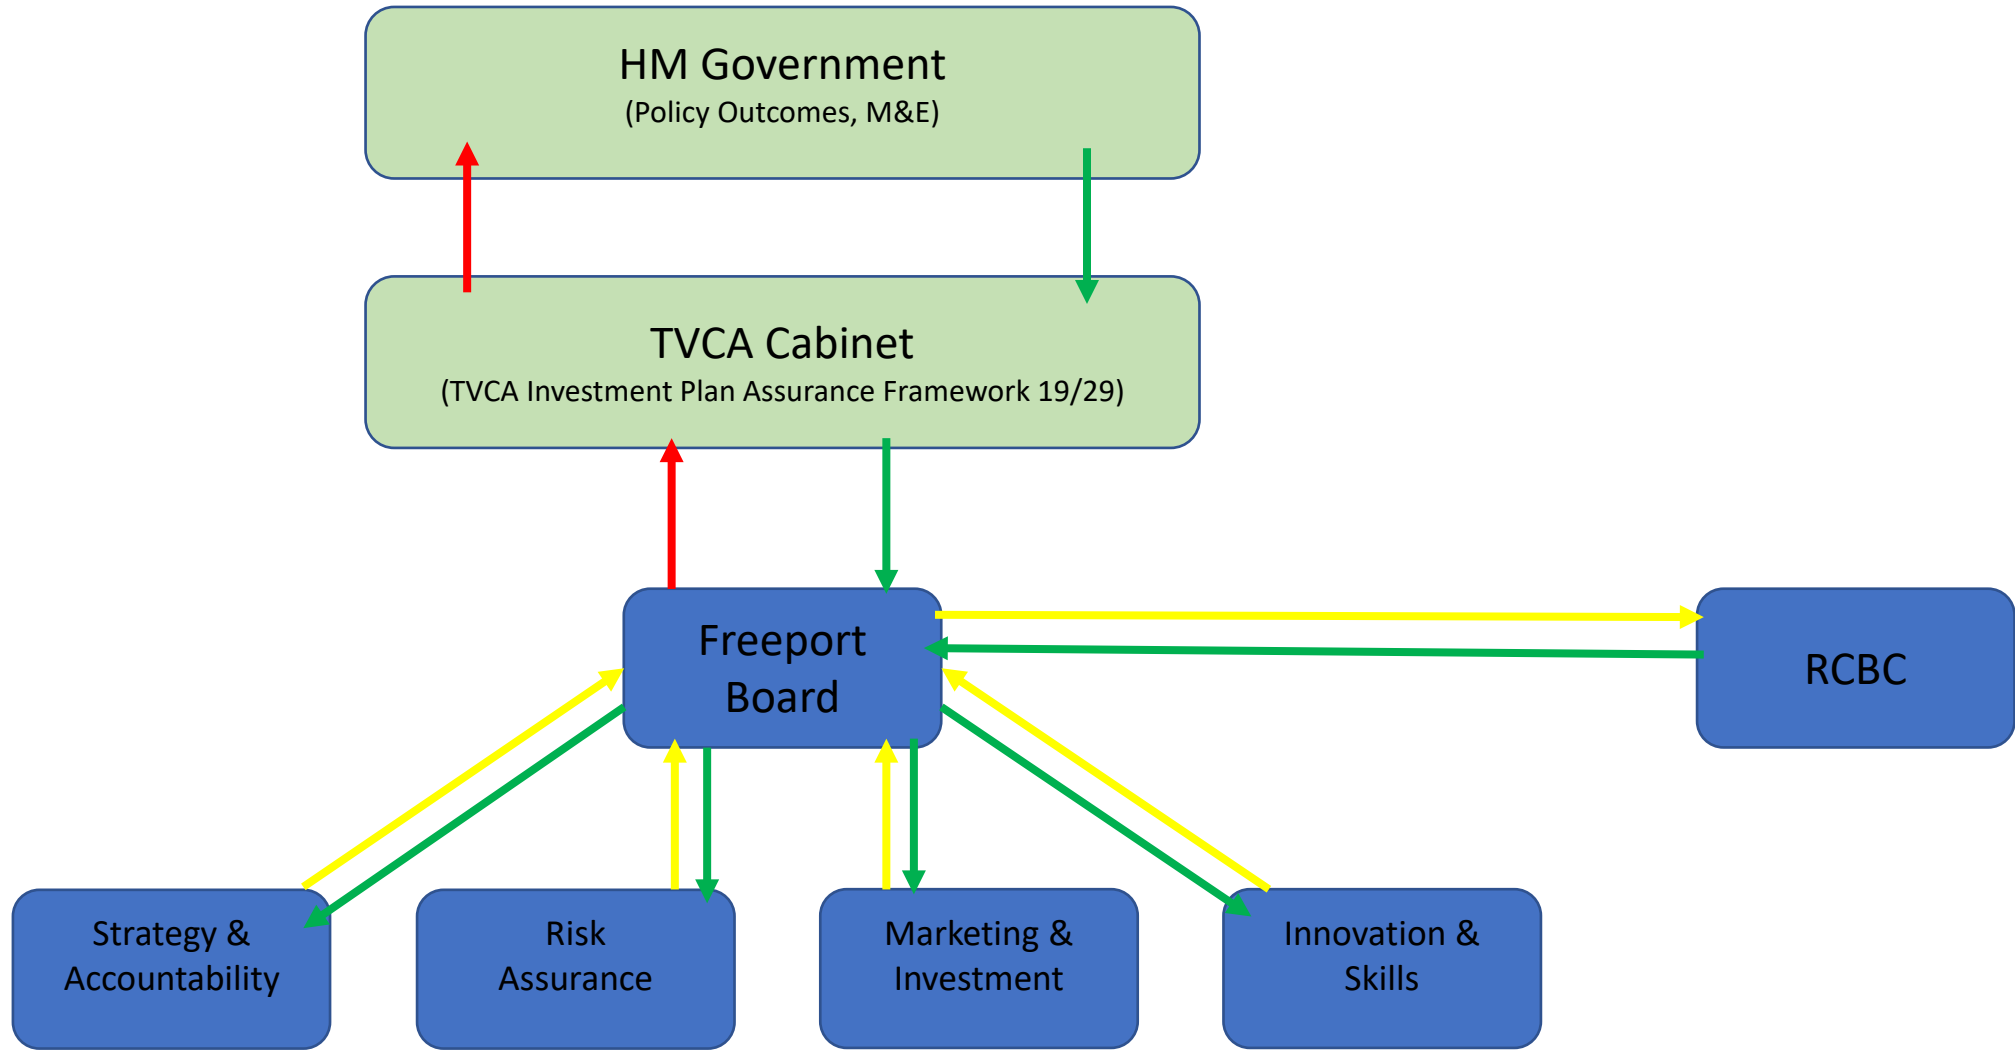 HM Government
(Policy Outcomes, M&E)
TVCA Cabinet
(TVCA Investment Plan Assurance Framework 19/29)
Freeport
Board
RCBC
Strategy &
Accountability
Risk
Assurance
Marketing &
Investment
Innovation &
Skills